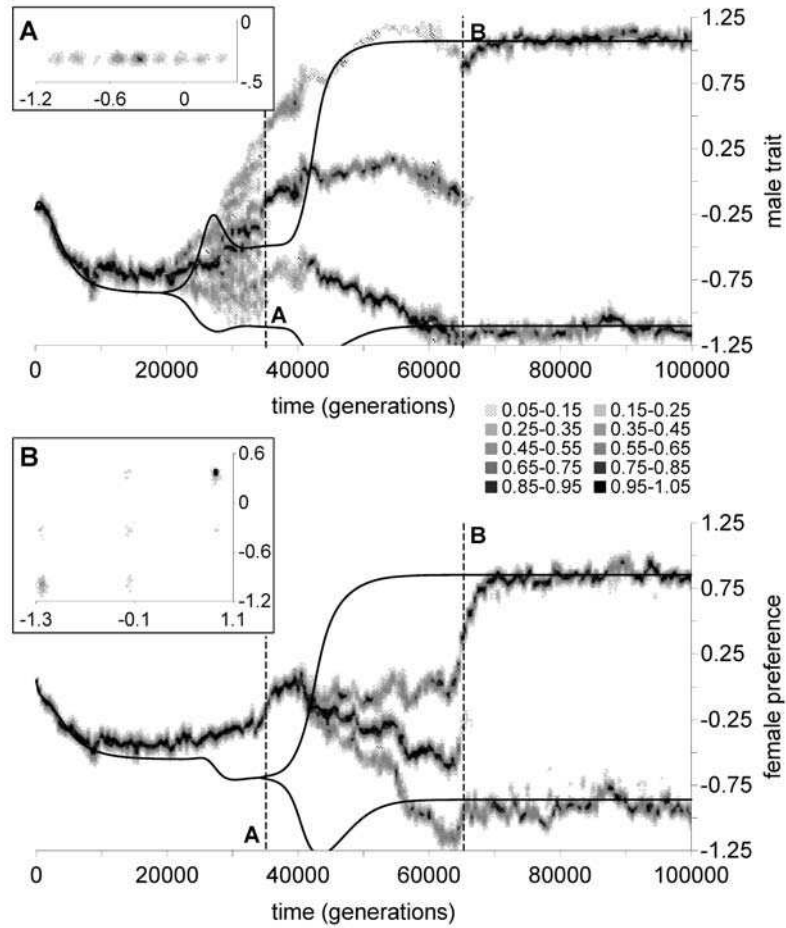 A
0
-.5
-1.2 -0.6 0
B
1.25
0.75
0.25
-0.25
-0.75
-1.25
male trait
A
0 20000 40000 60000 80000 100000
time (generations)
0.05-0.15 0.15-0.25
0.25-0.35 0.35-0.45
0.45-0.55 0.55-0.65
0.65-0.75 0.75-0.85
0.85-0.95 0.95-1.05
B
0.6
0
-0.6
-1.2
-1.3 -0.1 1.1
B
1.25
0.75
0.25
-0.25
-0.75
-1.25
female preference
A
0 20000 40000 60000 80000 100000
time (generations)